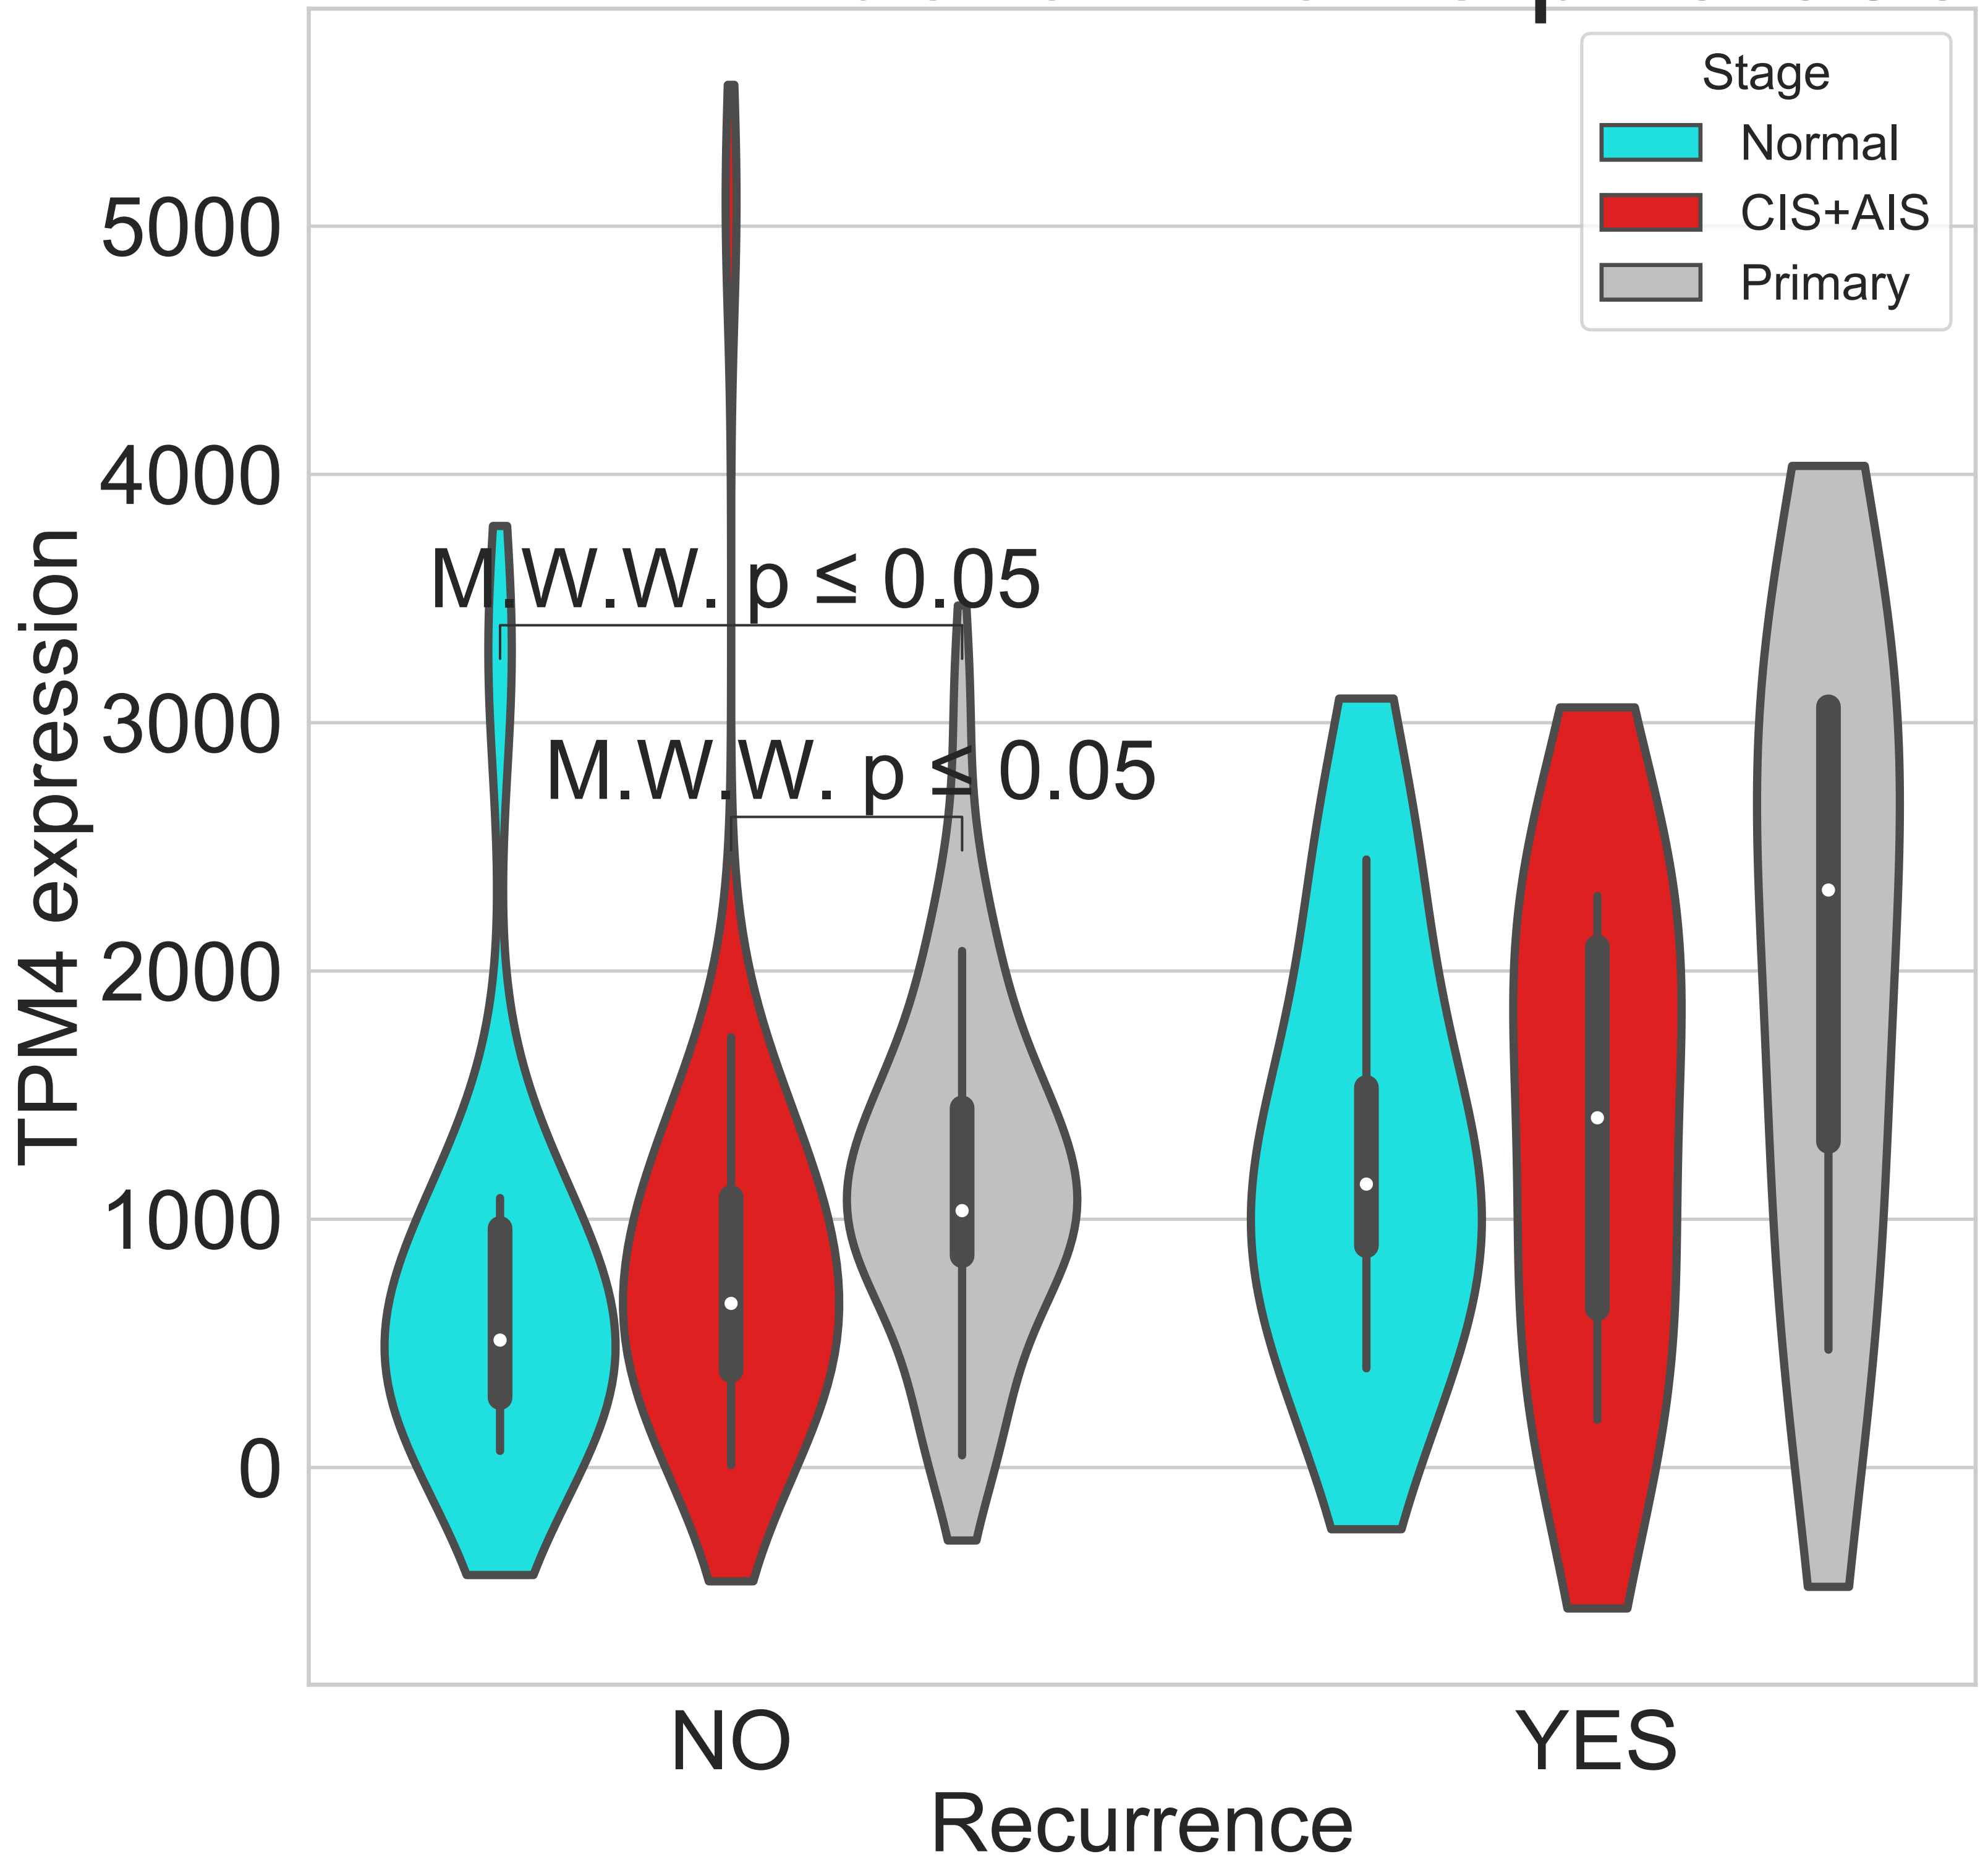 Stage
Normal
CIS+AIS
Primary
5000
4000
3000
2000
1000
0
TPM4 expression
M.W.W. p ≤ 0.05
M.W.W. p ≤ 0.05
NO
YES
Recurrence